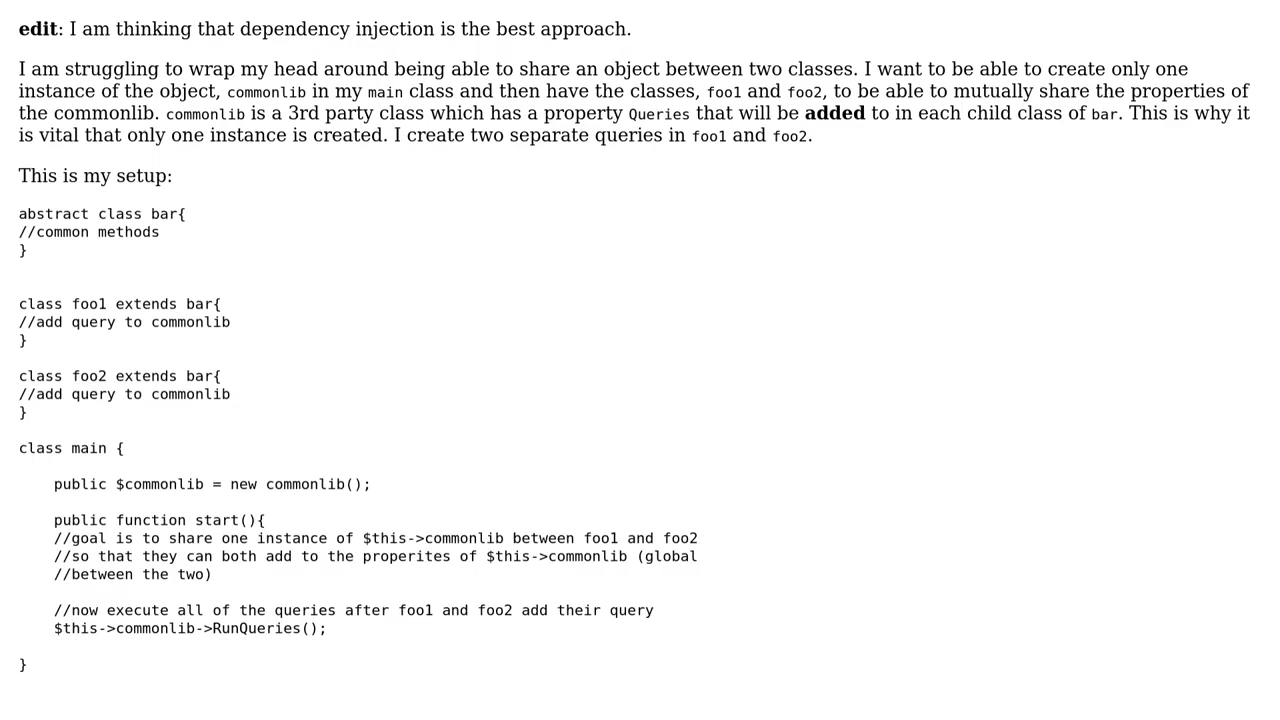 edit: I am thinking that dependency injection is the best approach.
I am struggling to wrap my head around being able to share an object between two classes. I want to be able to create only one
instance of the object, commonlib in my main class and then have the classes, foo1 and foo2, to be able to mutually share the properties of
the commonlib. commonlib is a 3rd party class which has a property Queries that will be added to in each child class of bar. This is why it
is vital that only one instance is created. I create two separate queries in foo1 and foo2.
This is my setup:
abstract class bar{
//common methods
}
class foo1 extends bar{
//add query to commonlib
}
class foo2 extends bar{
//add query to commonlib
}
class main {
    public $commonlib = new commonlib();
    public function start(){
    //goal is to share one instance of $this->commonlib between foo1 and foo2
    //so that they can both add to the properites of $this->commonlib (global
    //between the two)
    //now execute all of the queries after foo1 and foo2 add their query
    $this->commonlib->RunQueries();
}